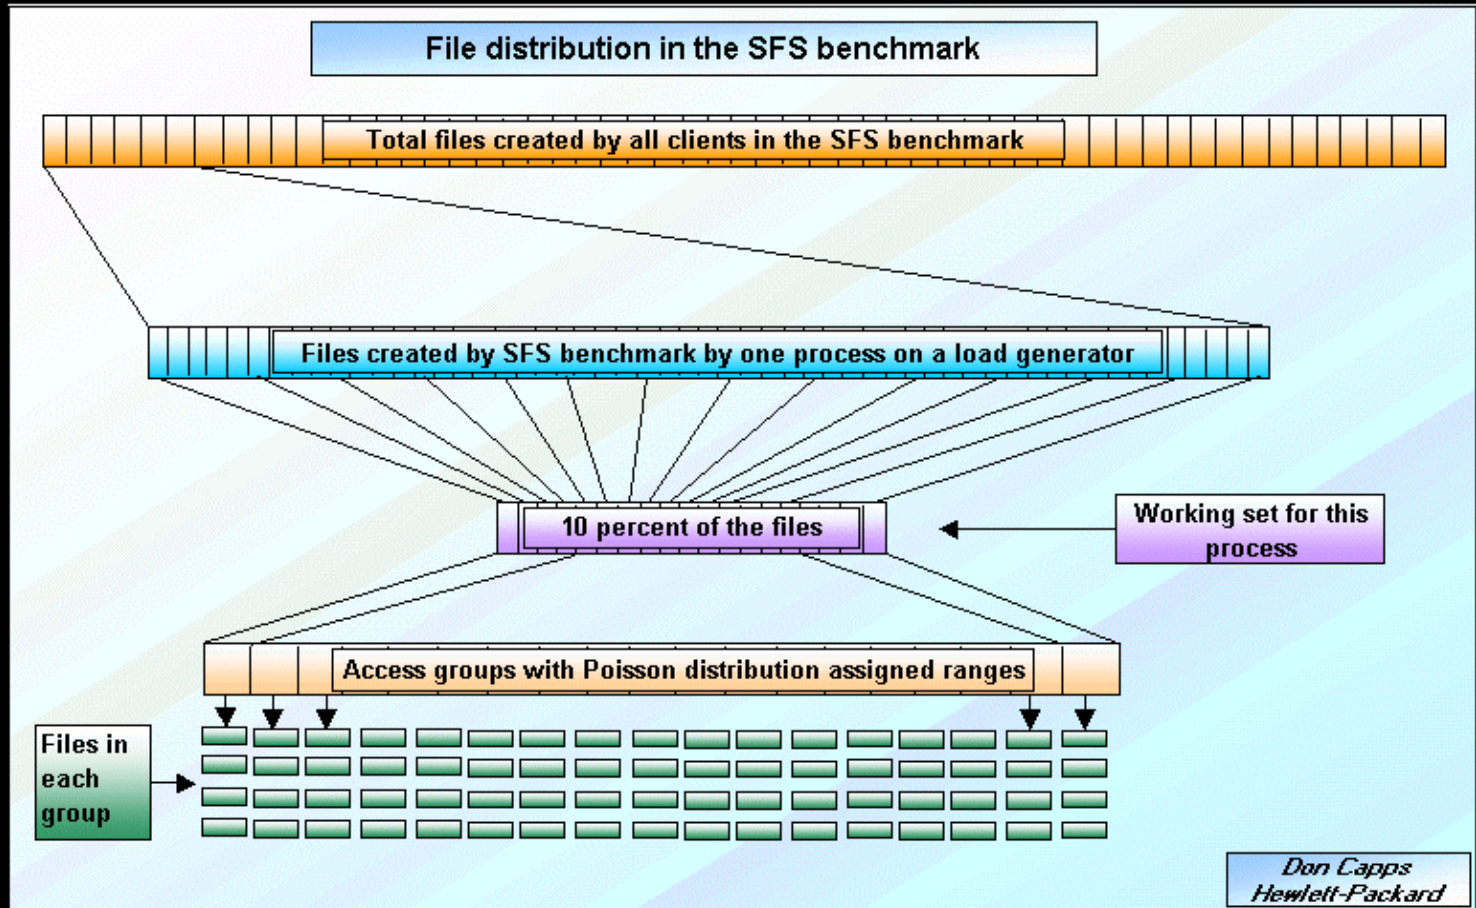 File distribution in the SFS benchmark
Total files created by all clients in the SFS benchmark
Files created by SFS benchmark by one process on a load generator
10 percent of the files
Working set for this
process
Access groups with Poisson distribution assigned ranges
Files in
each
group
Don Capps
Hewlett-Packard